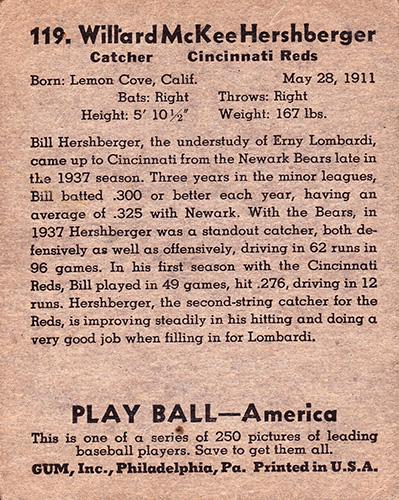 119. Willard McKee Hershberger
Catcher Cincinnati Reds
Born: Lemon Cove, Calif. May 28, 1911
Bats: Right Throws: Right
Height: 5' 10½" Weight: 167 lbs.
Bill Hershberger, the understudy of Erny Lombardi,
came up to Cincinnati from the Newark Bears late in
the 1937 season. Three years in the minor leagues,
Bill batted .300 or better each year, having an
average of .325 with Newark. With the Bears, in
1937 Hershberger was a standout catcher, both de-
fensively as well as offensively, driving in 62 runs in
96 games. In his first season with the Cincinnati
Reds, Bill played in 49 games, hit .276, driving in 12
runs. Hershberger, the second-string catcher for the
Reds, is improving steadily in his hitting and doing a
very good job when filling in for Lombardi.
PLAY BALL—America
This is one of a series of 250 pictures of leading
baseball players. Save to get them all.
GUM, Inc., Philadelphia, Pa. Printed in U.S.A.